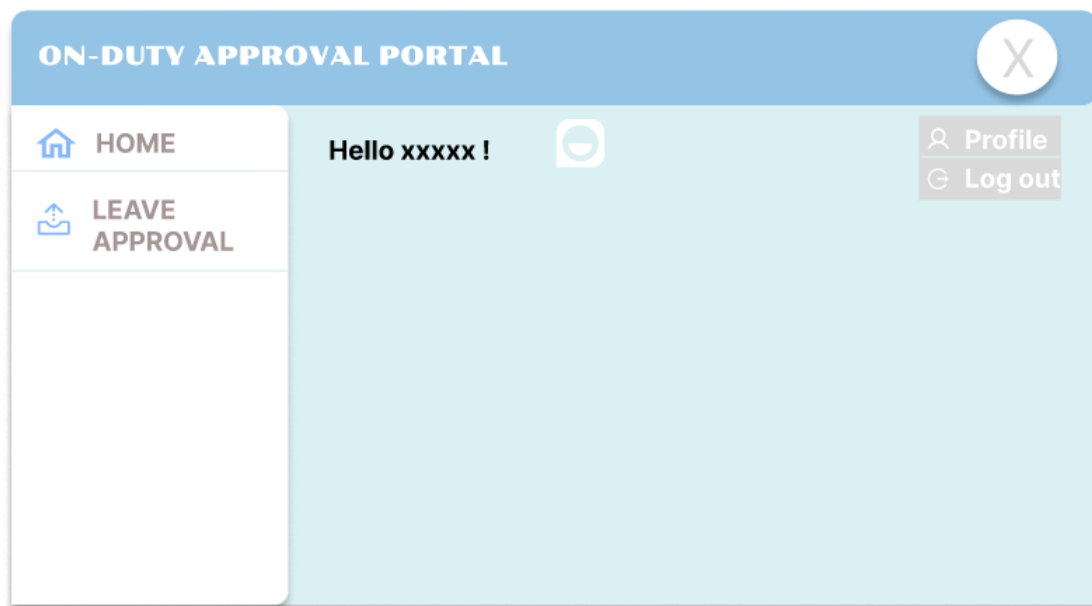 ON-DUTY APPROVAL PORTAL
X
HOME
LEAVE
APPROVAL
Hello xxxxx !
Profile
Log out